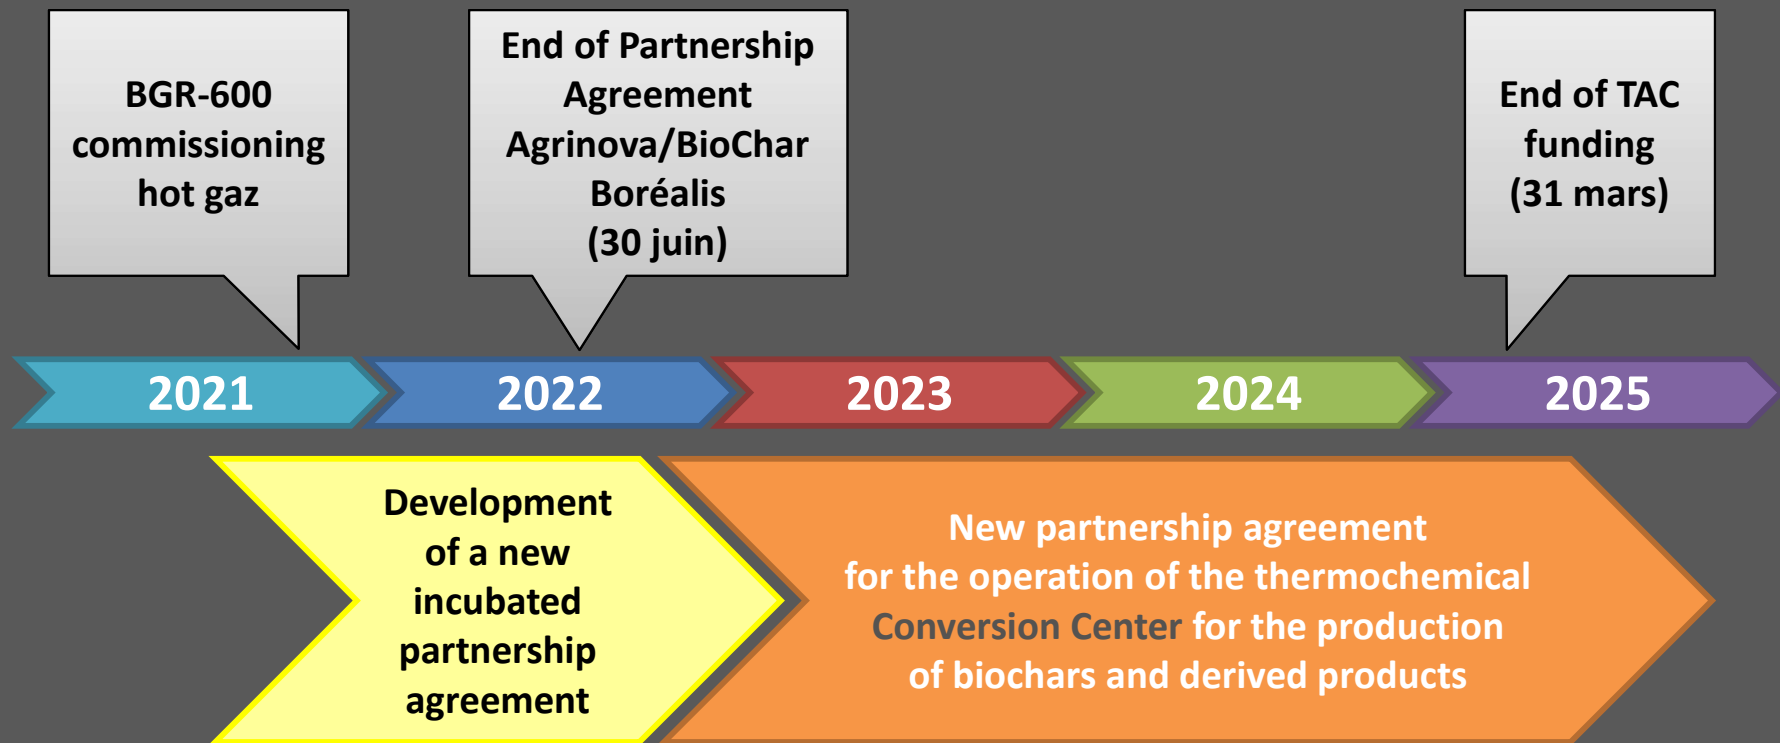 BGR-600
commissioning
hot gaz
End of Partnership
Agreement
Agrinova/BioChar
Boréalis
(30 juin)
End of TAC
funding
(31 mars)
2021
2022
2023
2024
2025
Development
of a new
incubated
partnership
agreement
New partnership agreement
for the operation of the thermochemical
Conversion Center for the production
of biochars and derived products